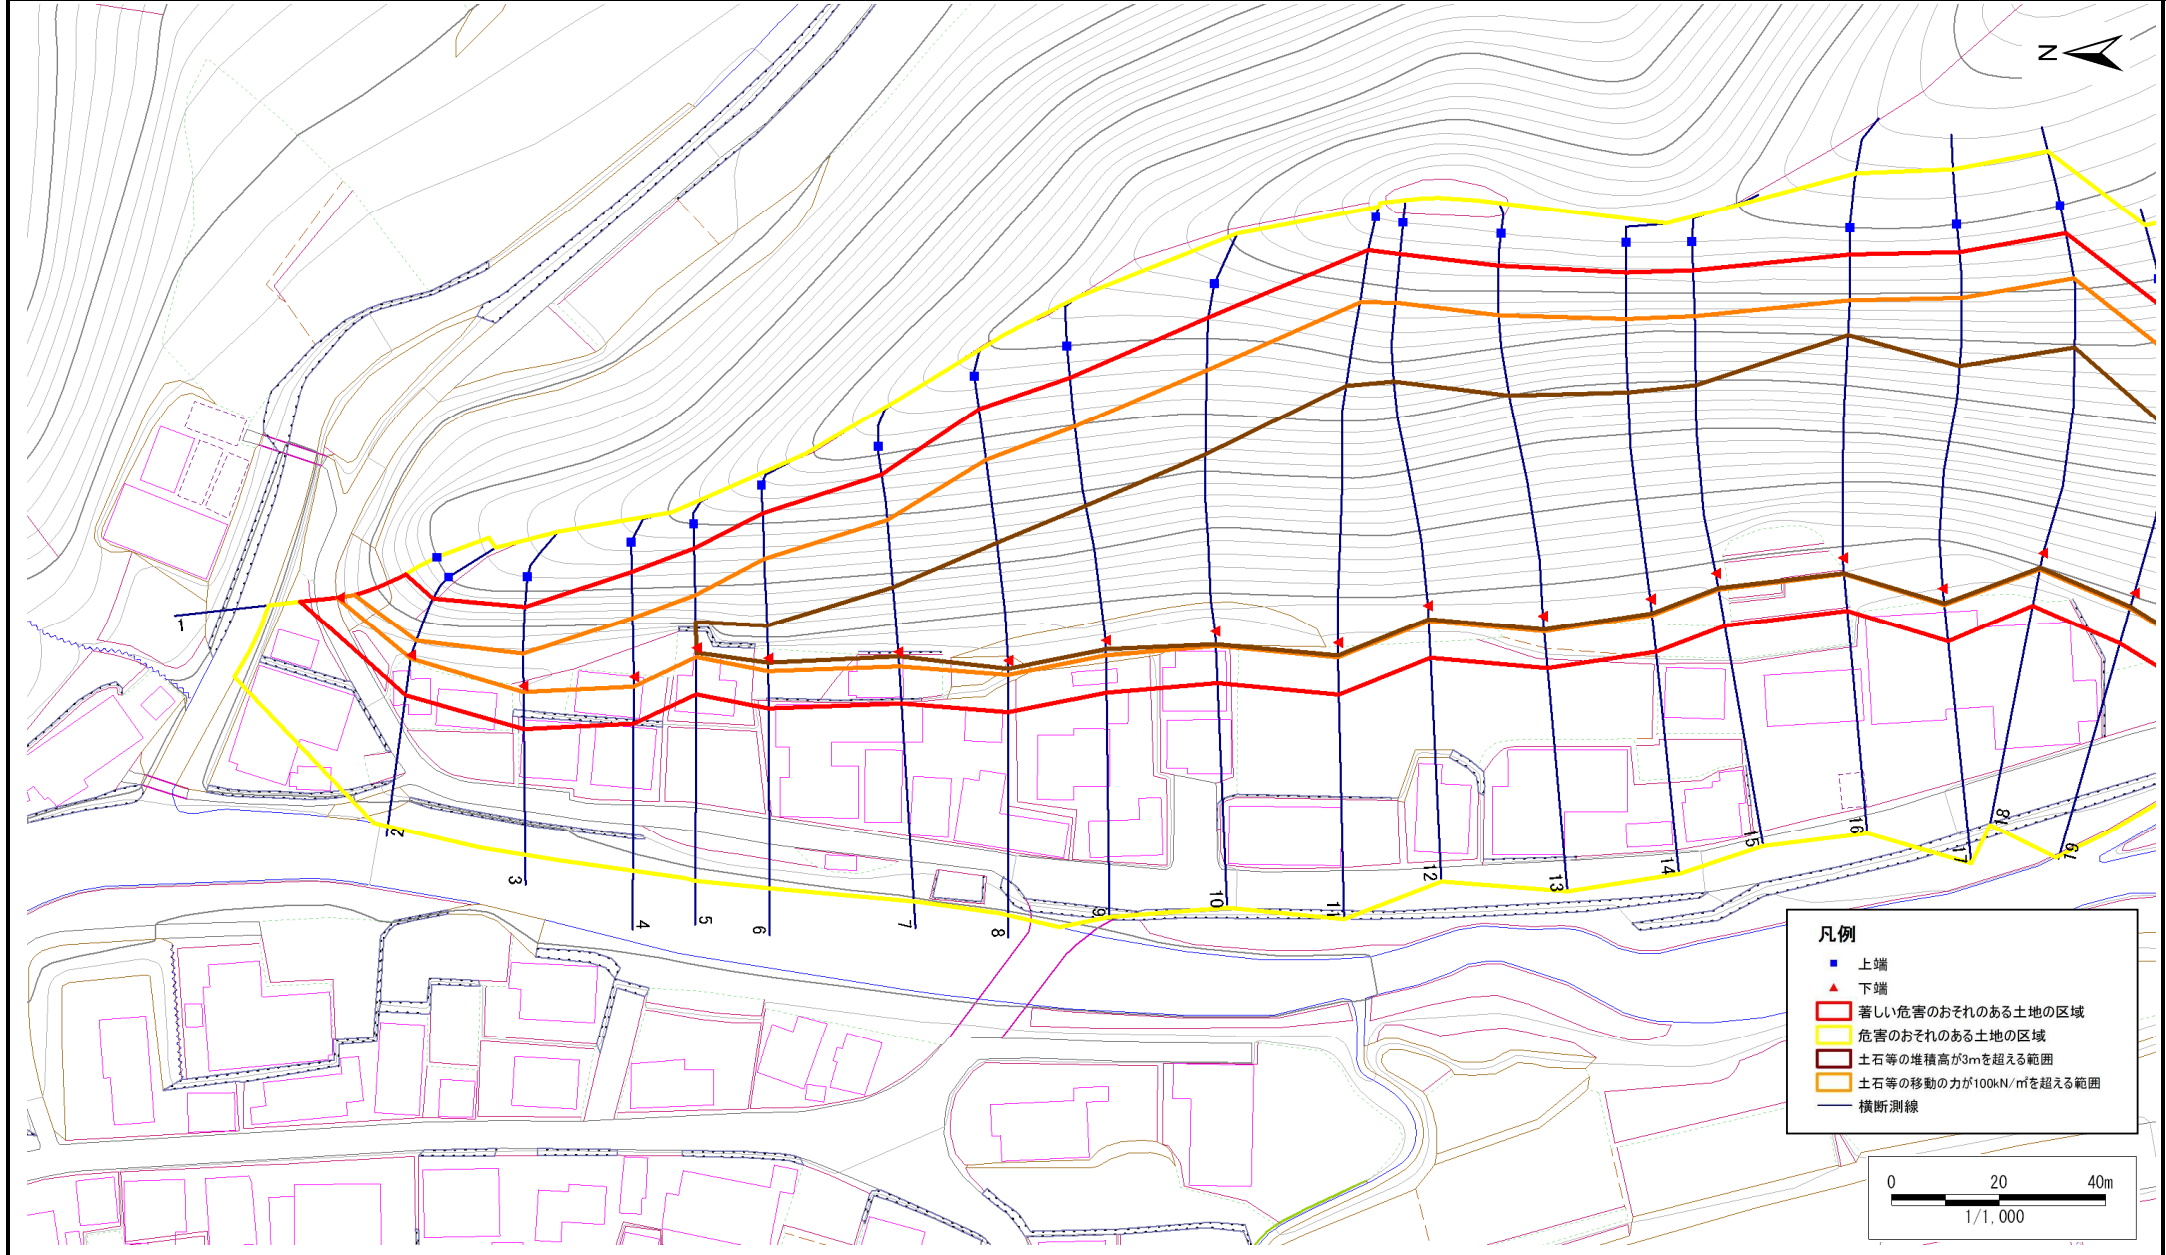 N
1
2
3
4
5
6
7
8
9
10
11
12
13
14
15
16
17
18
19
凡例
上端
下端
著しい危害のおそれのある土地の区域
危害のおそれのある土地の区域
土石等の堆積高が3mを超える範囲
土石等の移動の力が100kN/㎡を超える範囲
横断測線
0 20 40m
1/1,000